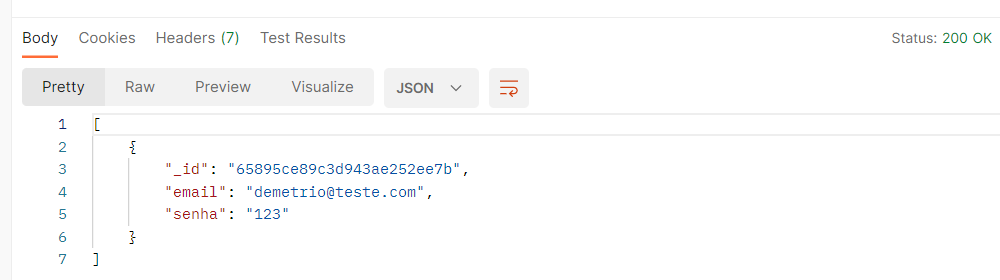 Body Cookies Headers (7) Test Results Status: 200 OK
Pretty Raw Preview Visualize JSON
1 [
2 {
3 "_id": "65895ce89c3d943ae252ee7b",
4 "email": "demetrio@teste.com",
5 "senha": "123"
6 }
7 ]